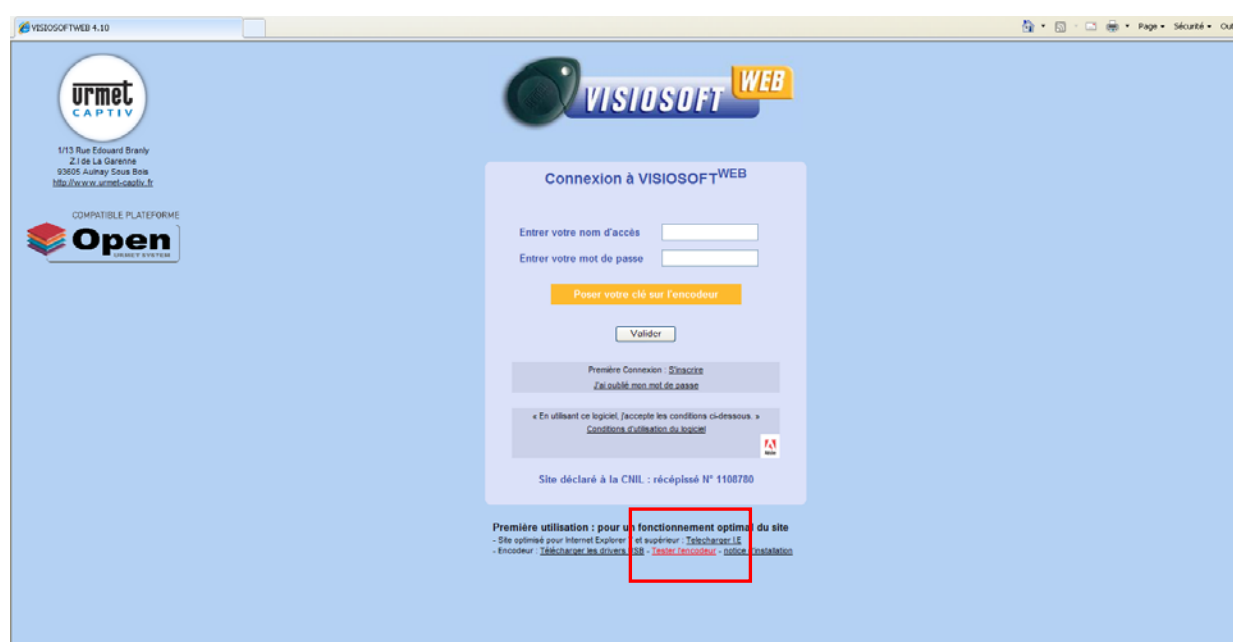 VISIOSOFTWEB 4.10
Page
Sécurité
Out
urmet
CAPTIV
1/13 Rue Edouard Branly
Z.I de La Garenne
93605 Aulnay Sous Bois
http://www.urmet-captiv.fr
COMPATIBLE PLATEFORME
Open
URMET SYSTEM
VISIOSOFT WEB
Connexion à VISIOSOFTWEB
Entrer votre nom d'accès
Entrer votre mot de passe
Poser votre clé sur l'encodeur
Valider
Première Connexion : S'inscrire
J'ai oublié mon mot de passe
« En utilisant ce logiciel, j'accepte les conditions ci-dessous. »
Conditions d'utilisation du logiciel
Adobe
Site déclaré à la CNIL : récépissé N° 1108780
Première utilisation : pour un fonctionnement optimal du site
- Site optimisé pour Internet Explorer 7 et supérieur : Telecharger I.E
- Encodeur : Télécharger les drivers USB - Tester l'encodeur - notice d'installation